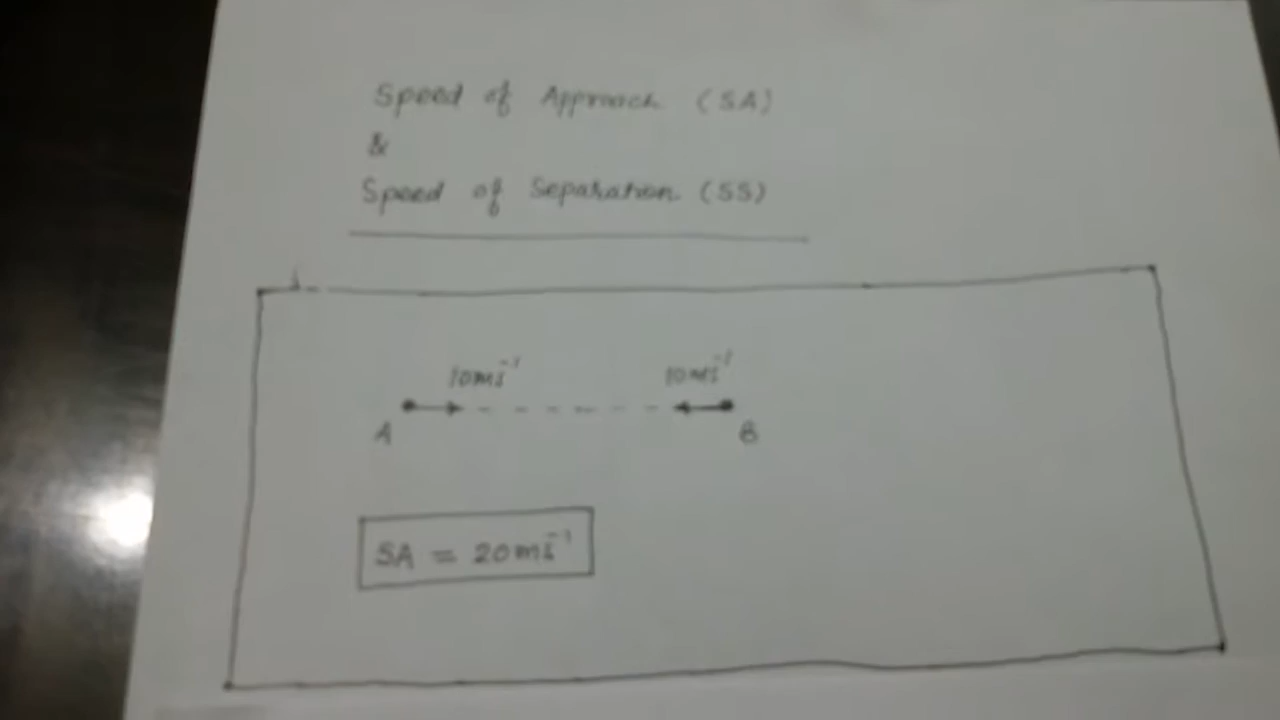 Speed of Approach (SA)
&
Speed of Separation (SS)
10ms⁻¹ 10ms⁻¹
A B
SA = 20ms⁻¹